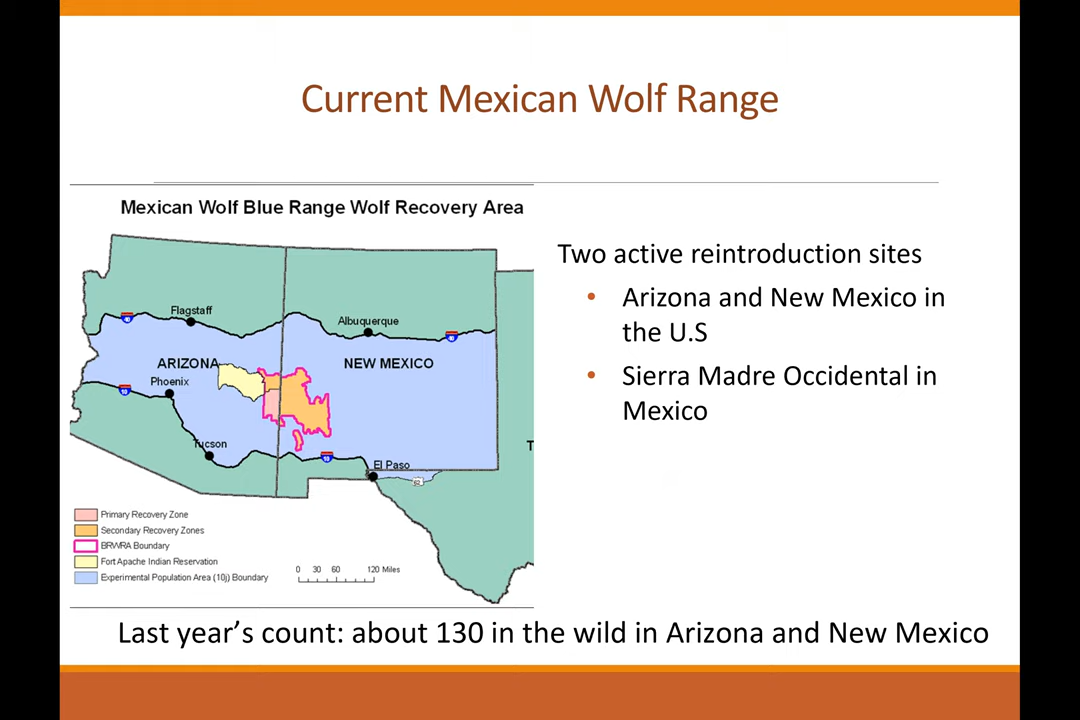 Current Mexican Wolf Range
Mexican Wolf Blue Range Wolf Recovery Area
Two active reintroduction sites
• Arizona and New Mexico in
the U.S
• Sierra Madre Occidental in
Mexico
Flagstaff
Albuquerque
ARIZONA
NEW MEXICO
Phoenix
Tucson
El Paso
T
Primary Recovery Zone
Secondary Recovery Zones
BRWRA Boundary
Fort Apache Indian Reservation
Experimental Population Area (10j) Boundary
0 30 60 120 Miles
Last year’s count: about 130 in the wild in Arizona and New Mexico